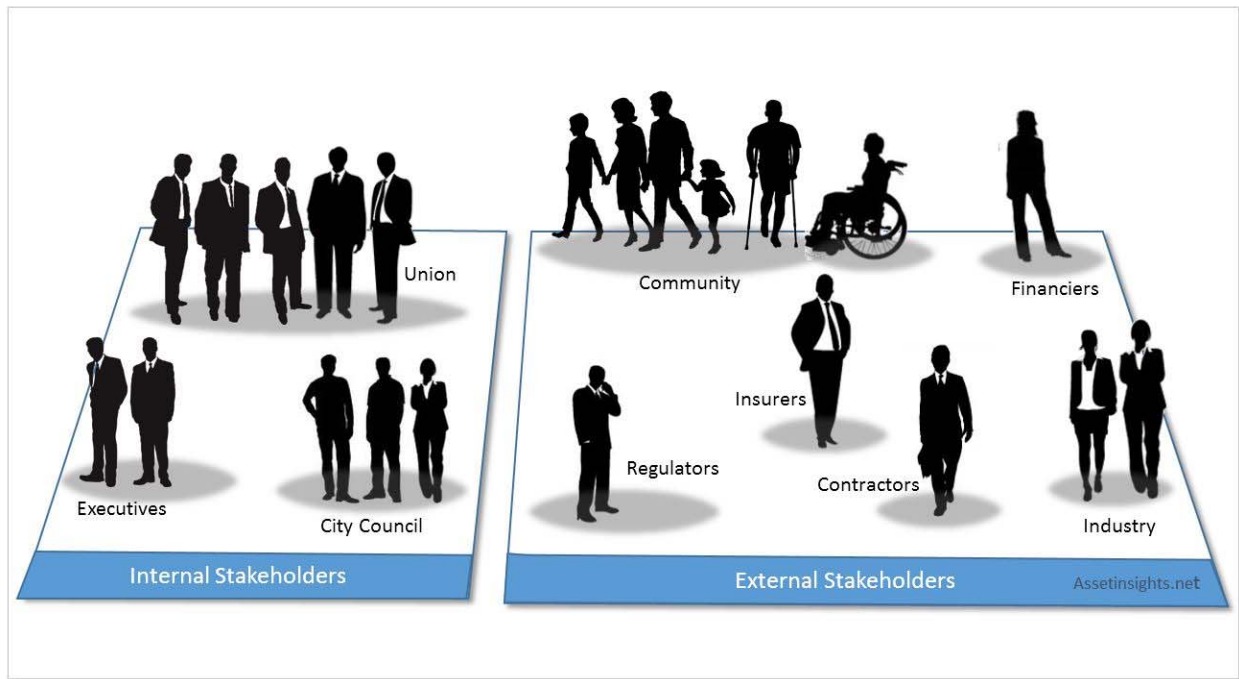 Union
Executives
City Council
Internal Stakeholders
Community
Financiers
Insurers
Regulators
Contractors
Industry
External Stakeholders
Assetinsights.net